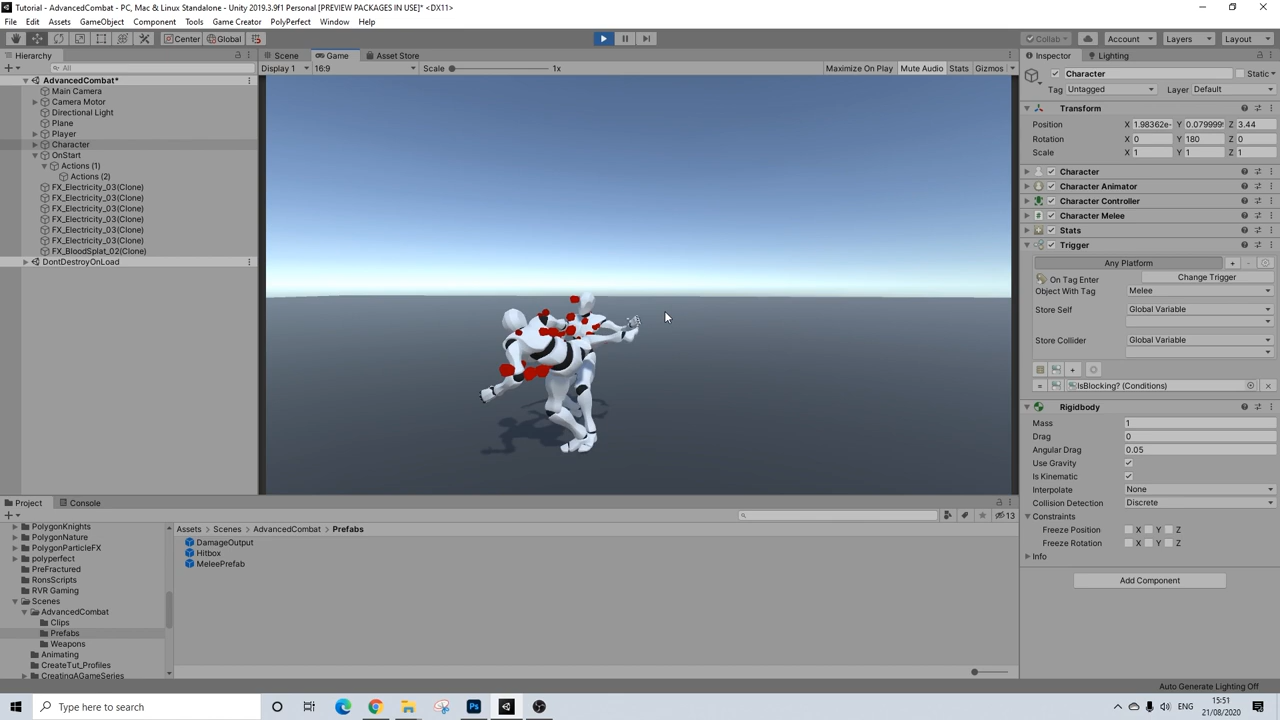 Tutorial - AdvancedCombat - PC, Mac & Linux Standalone - Unity 2019.3.9f1 Personal [PREVIEW PACKAGES IN USE]* <DX11>
File Edit Assets GameObject Component Tools Game Creator PolyPerfect Window Help
Center Global Collab Account Layers Layout
Hierarchy
All
AdvancedCombat*
Main Camera
Camera Motor
Directional Light
Plane
Player
Character
OnStart
Actions (1)
Actions (2)
FX_Electricity_03(Clone)
FX_Electricity_03(Clone)
FX_Electricity_03(Clone)
FX_Electricity_03(Clone)
FX_Electricity_03(Clone)
FX_Electricity_03(Clone)
FX_BloodSplat_02(Clone)
DontDestroyOnLoad
Scene Game Asset Store
Display 1 16:9 Scale 1x Maximize On Play Mute Audio Stats Gizmos
Inspector Lighting
Character Static
Tag Untagged Layer Default
Transform
Position X 1.98362e- Y 0.079999 Z 3.44
Rotation X 0 Y 180 Z 0
Scale X 1 Y 1 Z 1
Character
Character Animator
Character Controller
Character Melee
Stats
Trigger
Any Platform + -
On Tag Enter Change Trigger
Object With Tag Melee
Store Self Global Variable
Store Collider Global Variable
+
= IsBlocking? (Conditions) ×
Rigidbody
Mass 1
Drag 0
Angular Drag 0.05
Use Gravity
Is Kinematic
Interpolate None
Collision Detection Discrete
Constraints
Freeze Position X Y Z
Freeze Rotation X Y Z
Info
Add Component
Project Console
13
PolygonKnights
PolygonNature
PolygonParticleFX
polyperfect
PreFractured
RonsScripts
RVR Gaming
Scenes
AdvancedCombat
Clips
Prefabs
Weapons
Animating
CreateTut_Profiles
CreatingAGameSeries
Assets > Scenes > AdvancedCombat > Prefabs
DamageOutput
Hitbox
MeleePrefab
Auto Generate Lighting Off
Type here to search
ENG
15:51
21/08/2020